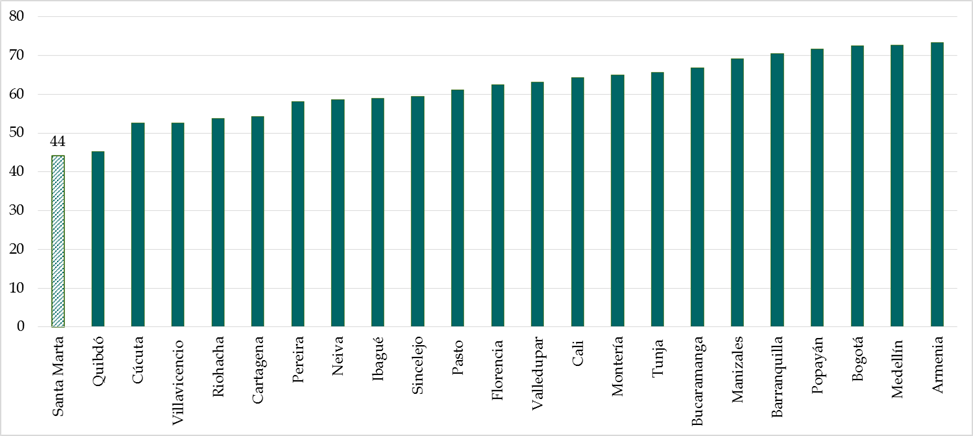 80
70
60
50
40
30
20
10
0
44
Santa Marta
Quibdó
Cúcuta
Villavicencio
Riohacha
Cartagena
Pereira
Neiva
Ibagué
Sincelejo
Pasto
Florencia
Valledupar
Cali
Montería
Tunja
Bucaramanga
Manizales
Barranquilla
Popayán
Bogotá
Medellín
Armenia